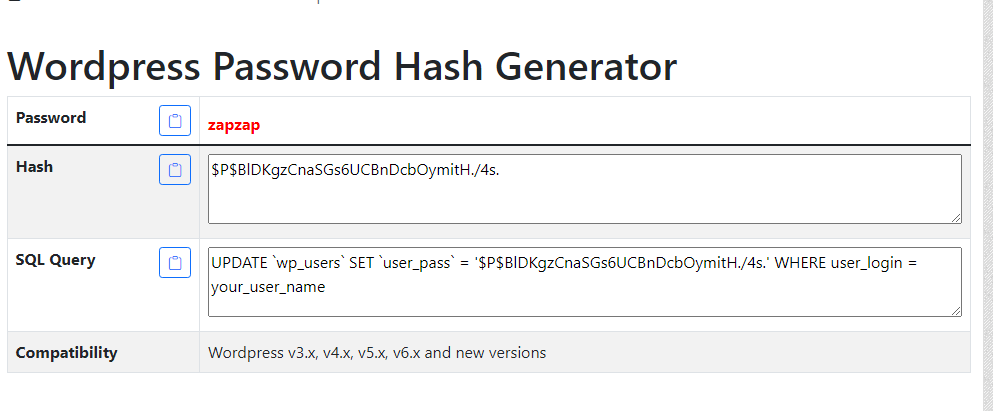 Wordpress Password Hash Generator
Password
zapzap
Hash
$P$BlDKgzCnaSGs6UCBnDcbOymitH./4s.
SQL Query
UPDATE `wp_users` SET `user_pass` = '$P$BlDKgzCnaSGs6UCBnDcbOymitH./4s.' WHERE user_login =
your_user_name
Compatibility
Wordpress v3.x, v4.x, v5.x, v6.x and new versions